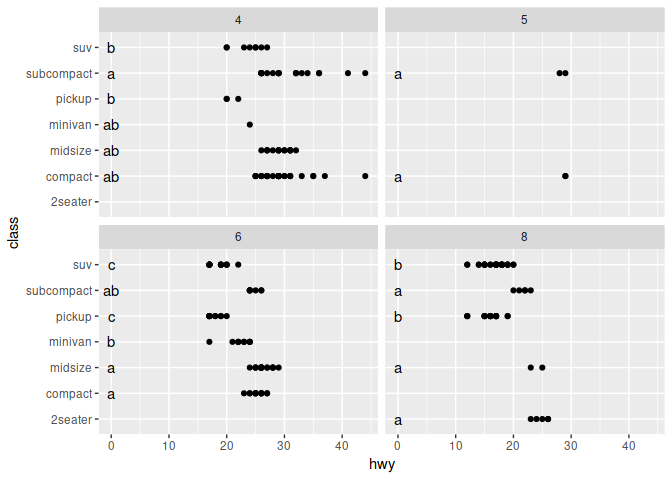 4 5
suv b
subcompact a a
pickup b
minivan ab
midsize ab
compact ab a
2seater
class
6 8
suv c b
subcompact ab a
pickup c b
minivan b
midsize a a
compact a
2seater a
0 10 20 30 40 0 10 20 30 40
hwy